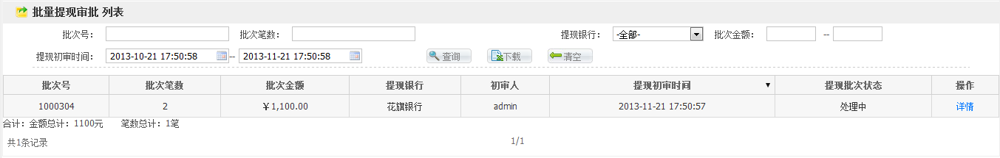 批量提现审批 列表
批次号： 批次笔数： 提现银行： -全部- 批次金额： --
提现初审时间： 2013-10-21 17:50:58 -- 2013-11-21 17:50:58 查询 下载 清空
批次号 批次笔数 批次金额 提现银行 初审人 提现初审时间 ▼ 提现批次状态 操作
1000304 2 ￥1,100.00 花旗银行 admin 2013-11-21 17:50:57 处理中 详情
合计：金额总计：1100元 笔数总计：1笔
共1条记录 1/1